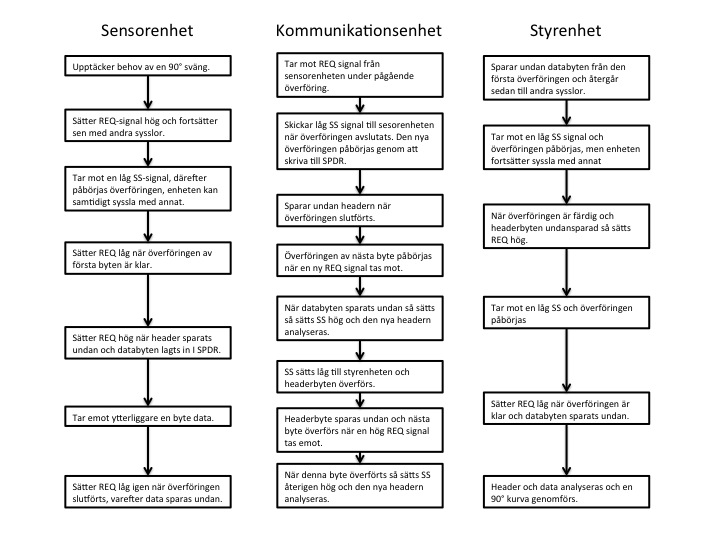 Sensorenhet
Upptäcker behov av en 90° sväng.
Sätter REQ-signal hög och fortsätter
sen med andra sysslor.
Tar mot en låg SS-signal, därefter
påbörjas överföringen, enheten kan
samtidigt syssla med annat.
Sätter REQ låg när överföringen av
första byten är klar.
Sätter REQ hög när header sparats
undan och databyten lagts in I SPDR.
Tar emot ytterliggare en byte data.
Sätter REQ låg igen när överföringen
slutförts, varefter data sparas undan.
Kommunikationsenhet
Tar mot REQ signal från
sensorenheten under pågående
överföring.
Skickar låg SS signal till sesorenheten
när överföringen avslutats. Den nya
överföringen påbörjas genom att
skriva till SPDR.
Sparar undan headern när
överföringen slutförts.
Överföringen av nästa byte påbörjas
när en ny REQ signal tas mot.
När databyten sparats undan så sätts
så sätts SS hög och den nya headern
analyseras.
SS sätts låg till styrenheten och
headerbyten överförs.
Headerbyte sparas undan och nästa
byte överförs när en hög REQ signal
tas emot.
När denna byte överförts så sätts SS
återigen hög och den nya headern
analyseras.
Styrenhet
Sparar undan databyten från den
första överföringen och återgår
sedan till andra sysslor.
Tar mot en låg SS signal och
överföringen påbörjas, men enheten
fortsätter syssla med annat
När överföringen är färdig och
headerbyten undansparad så sätts
REQ hög.
Tar mot en låg SS och överföringen
påbörjas
Sätter REQ låg när överföringen är
klar och databyten sparats undan.
Header och data analyseras och en
90° kurva genomförs.